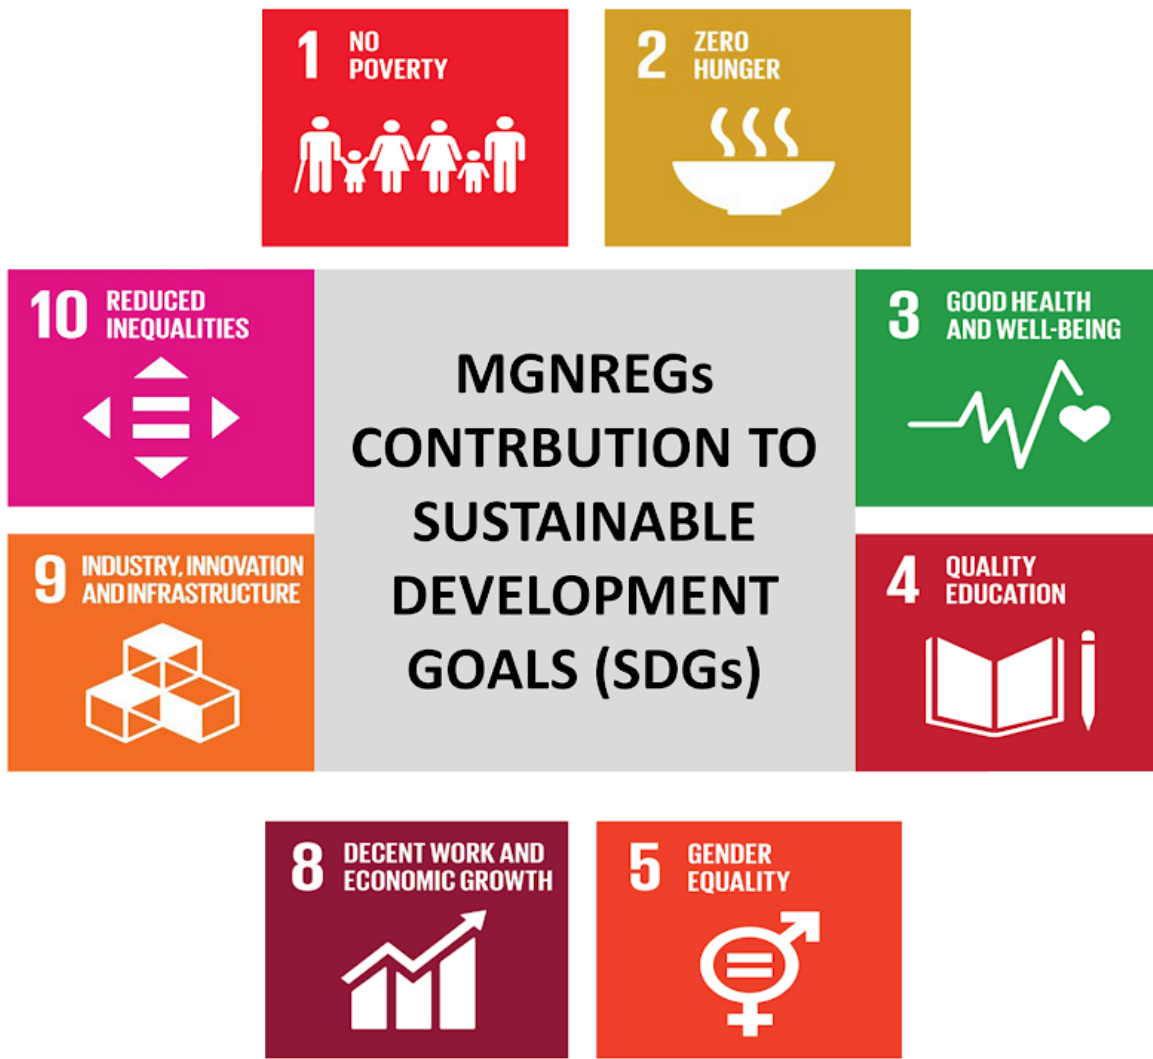 1 NO
POVERTY
2 ZERO
HUNGER
10 REDUCED
INEQUALITIES
3 GOOD HEALTH
AND WELL-BEING
MGNREGs
CONTRBUTION TO
SUSTAINABLE
DEVELOPMENT
GOALS (SDGs)
9 INDUSTRY, INNOVATION
AND INFRASTRUCTURE
4 QUALITY
EDUCATION
8 DECENT WORK AND
ECONOMIC GROWTH
5 GENDER
EQUALITY